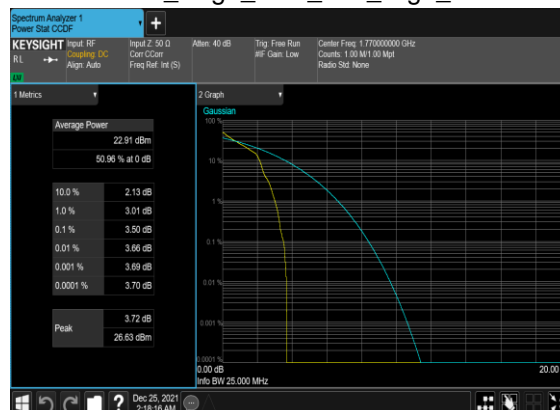 Spectrum Analyzer 1
Power Stat CCDF
KEYSIGHT
RL
Input: RF
Coupling: DC
Align: Auto
Input Z: 50 Ω
Corr CCorr
Freq Ref: Int (S)
Atten: 40 dB
Trig: Free Run
#IF Gain: Low
Center Freq: 1.770000000 GHz
Counts: 1.00 M/1.00 Mpt
Radio Std: None
1 Metrics
Average Power
22.91 dBm
50.96 % at 0 dB
10.0 % 2.13 dB
1.0 % 3.01 dB
0.1 % 3.50 dB
0.01 % 3.66 dB
0.001 % 3.69 dB
0.0001 % 3.70 dB
Peak
3.72 dB
26.63 dBm
2 Graph
Gaussian
100 %
10 %
1 %
0.1 %
0.01 %
0.001 %
0.0001 %
0.00 dB
20.00
Info BW 25.000 MHz
?
Dec 25, 2021
2:18:16 AM